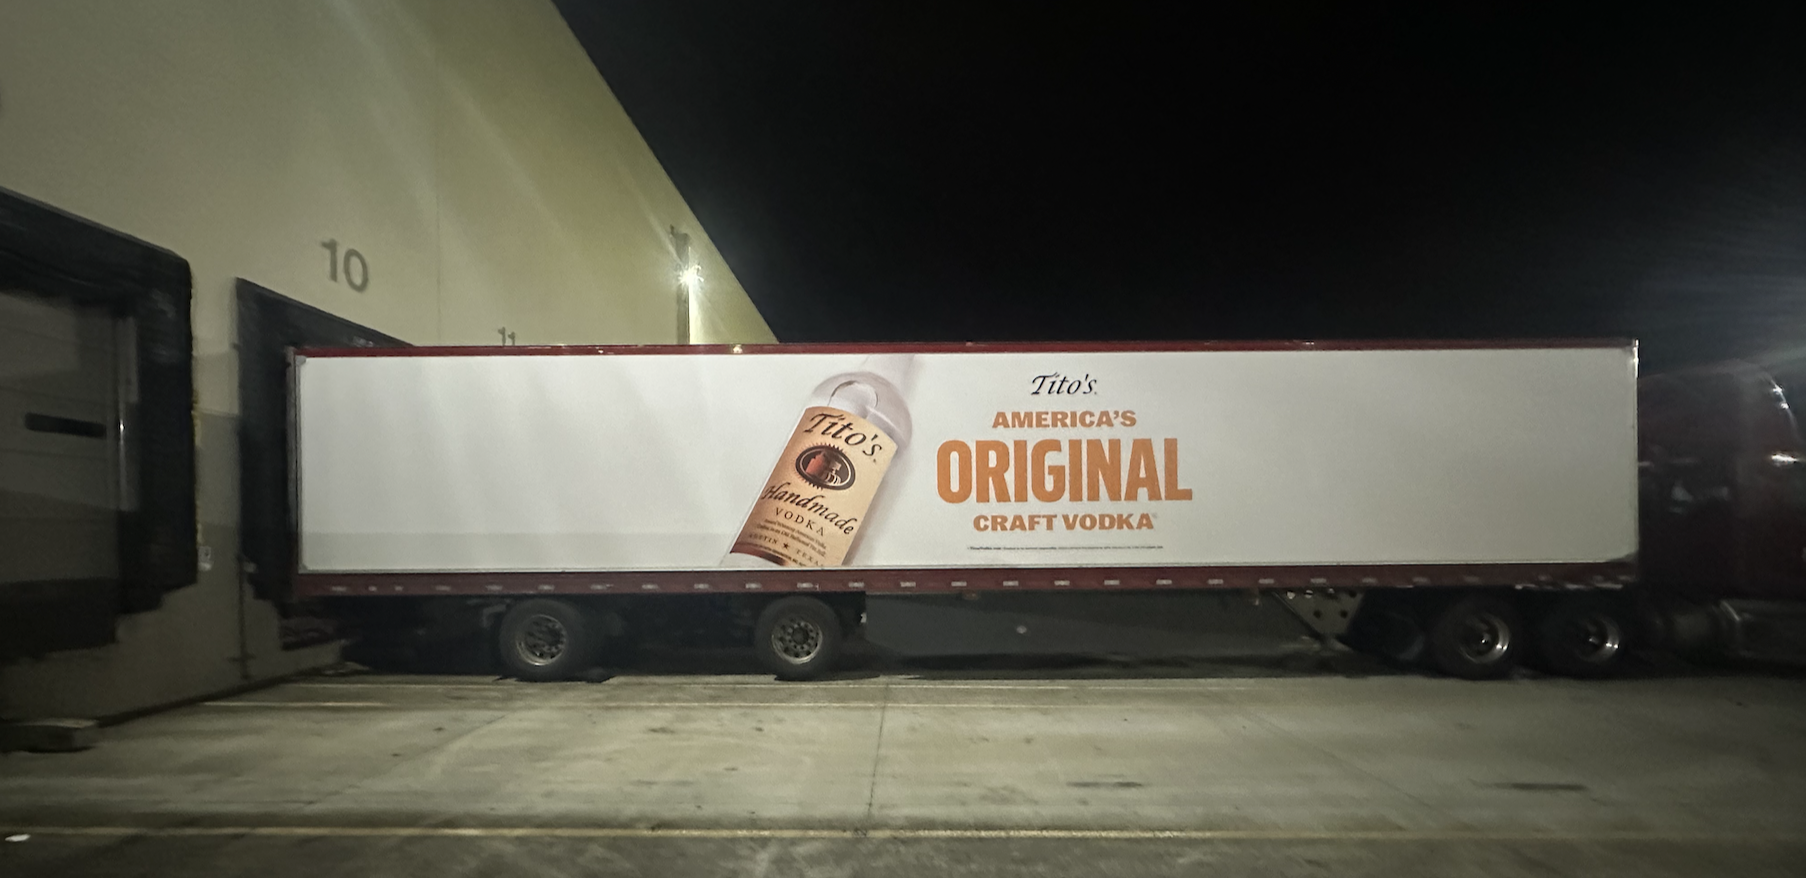 10
11
Tito's
Handmade
VODKA
AUSTIN ★ TEXAS
Tito's
AMERICA'S
ORIGINAL
CRAFT VODKA